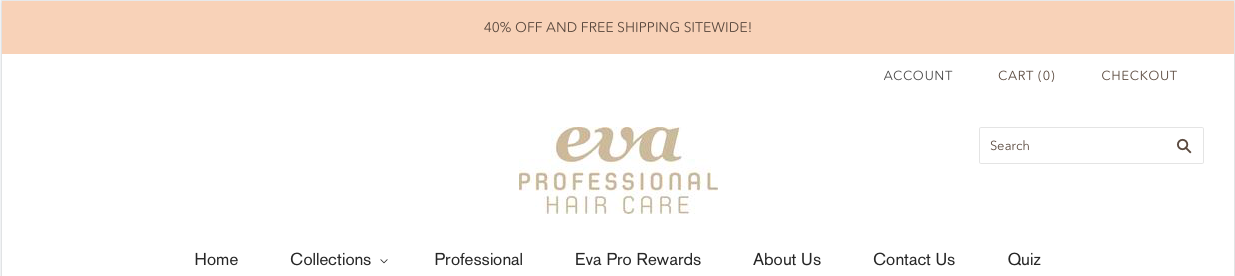 40% OFF AND FREE SHIPPING SITEWIDE!
ACCOUNT CART (0) CHECKOUT
eva
PROFESSIONAL
HAIR CARE
Search
Home Collections Professional Eva Pro Rewards About Us Contact Us Quiz